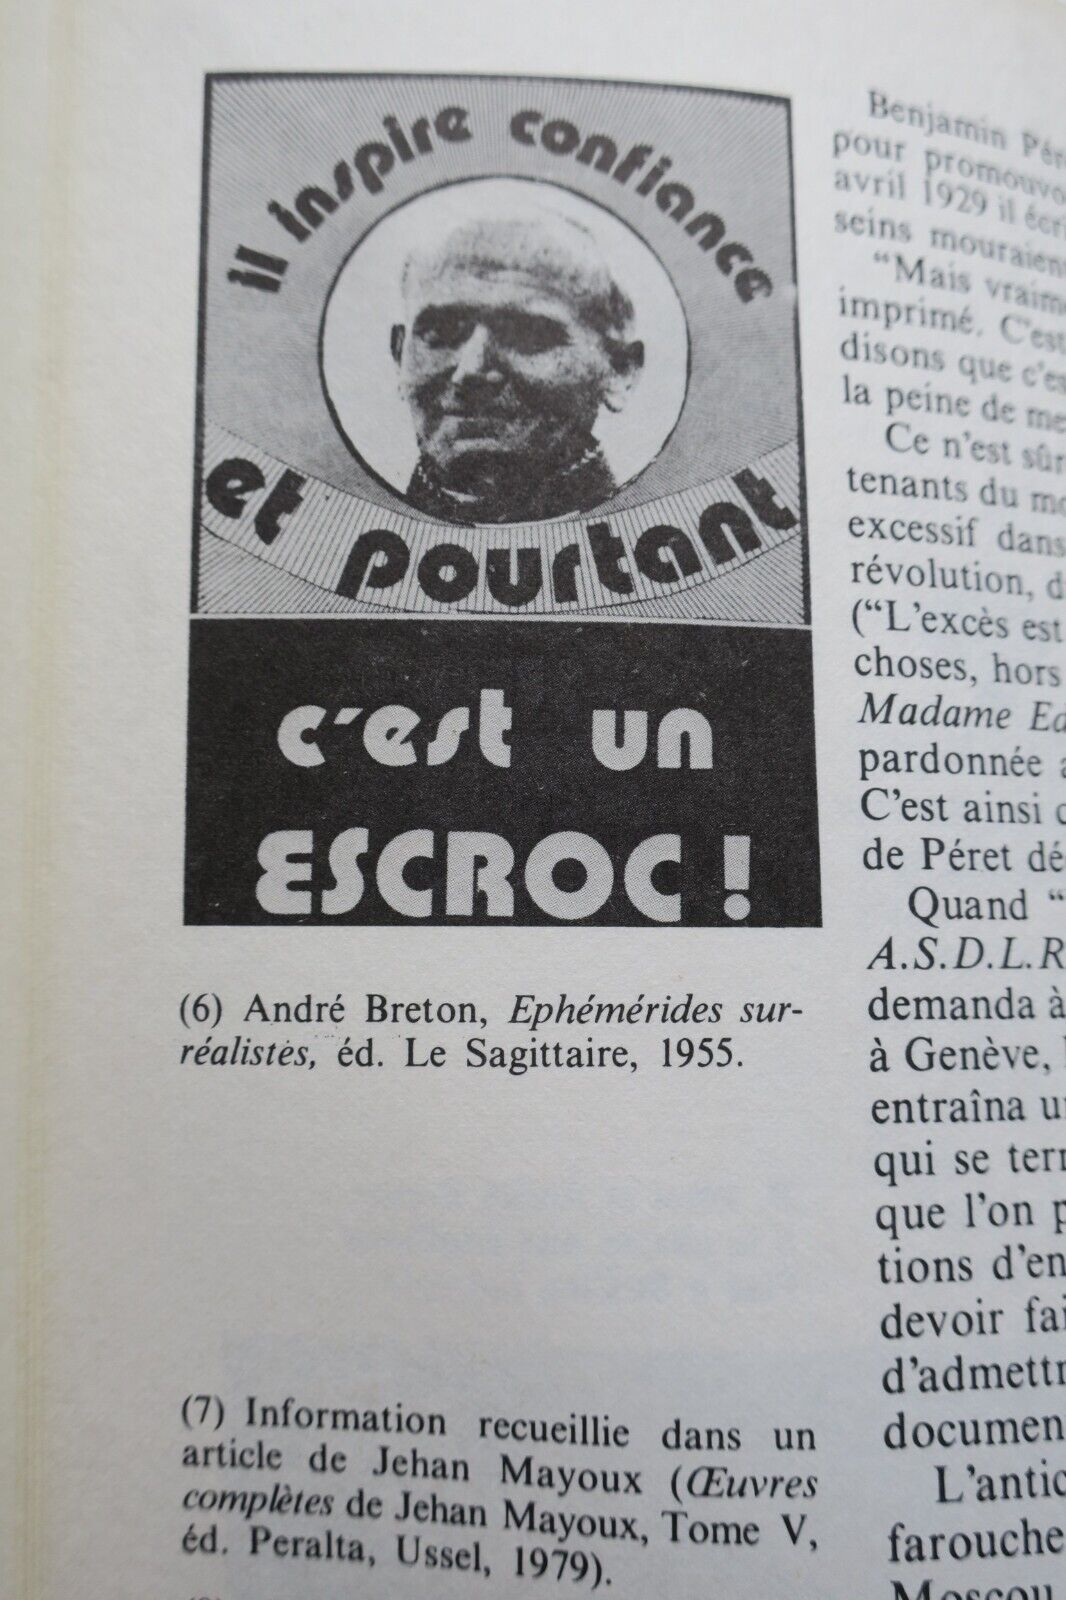 il inspire confiance
et pourtant
c'est un
ESCROC !
(6) André Breton, Ephémérides sur-
réalistes, éd. Le Sagittaire, 1955.
(7) Information recueillie dans un
article de Jehan Mayoux (Œuvres
complètes de Jehan Mayoux, Tome V,
éd. Peralta, Ussel, 1979).
Benjamin Pér
pour promouvo
avril 1929 il écri
seins mouraien
“Mais vraim
imprimé. C'est
disons que c'es
la peine de me
Ce n'est sûr
tenants du mo
excessif dans
révolution, d
(“L'excès est
choses, hors
Madame Ed
pardonnée a
C'est ainsi
de Péret dé
Quand “
A.S.D.L.R
demanda à
à Genève,
entraîna u
qui se terr
que l'on p
tions d'en
devoir fai
d'admettr
documen
L'antic
farouche
Moscou